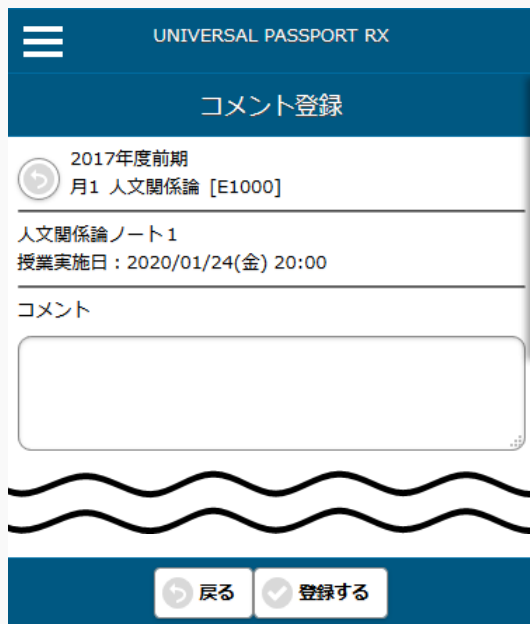 UNIVERSAL PASSPORT RX
コメント登録
2017年度前期
月1 人文関係論 [E1000]
人文関係論ノート1
授業実施日：2020/01/24(金) 20:00
コメント
戻る
登録する